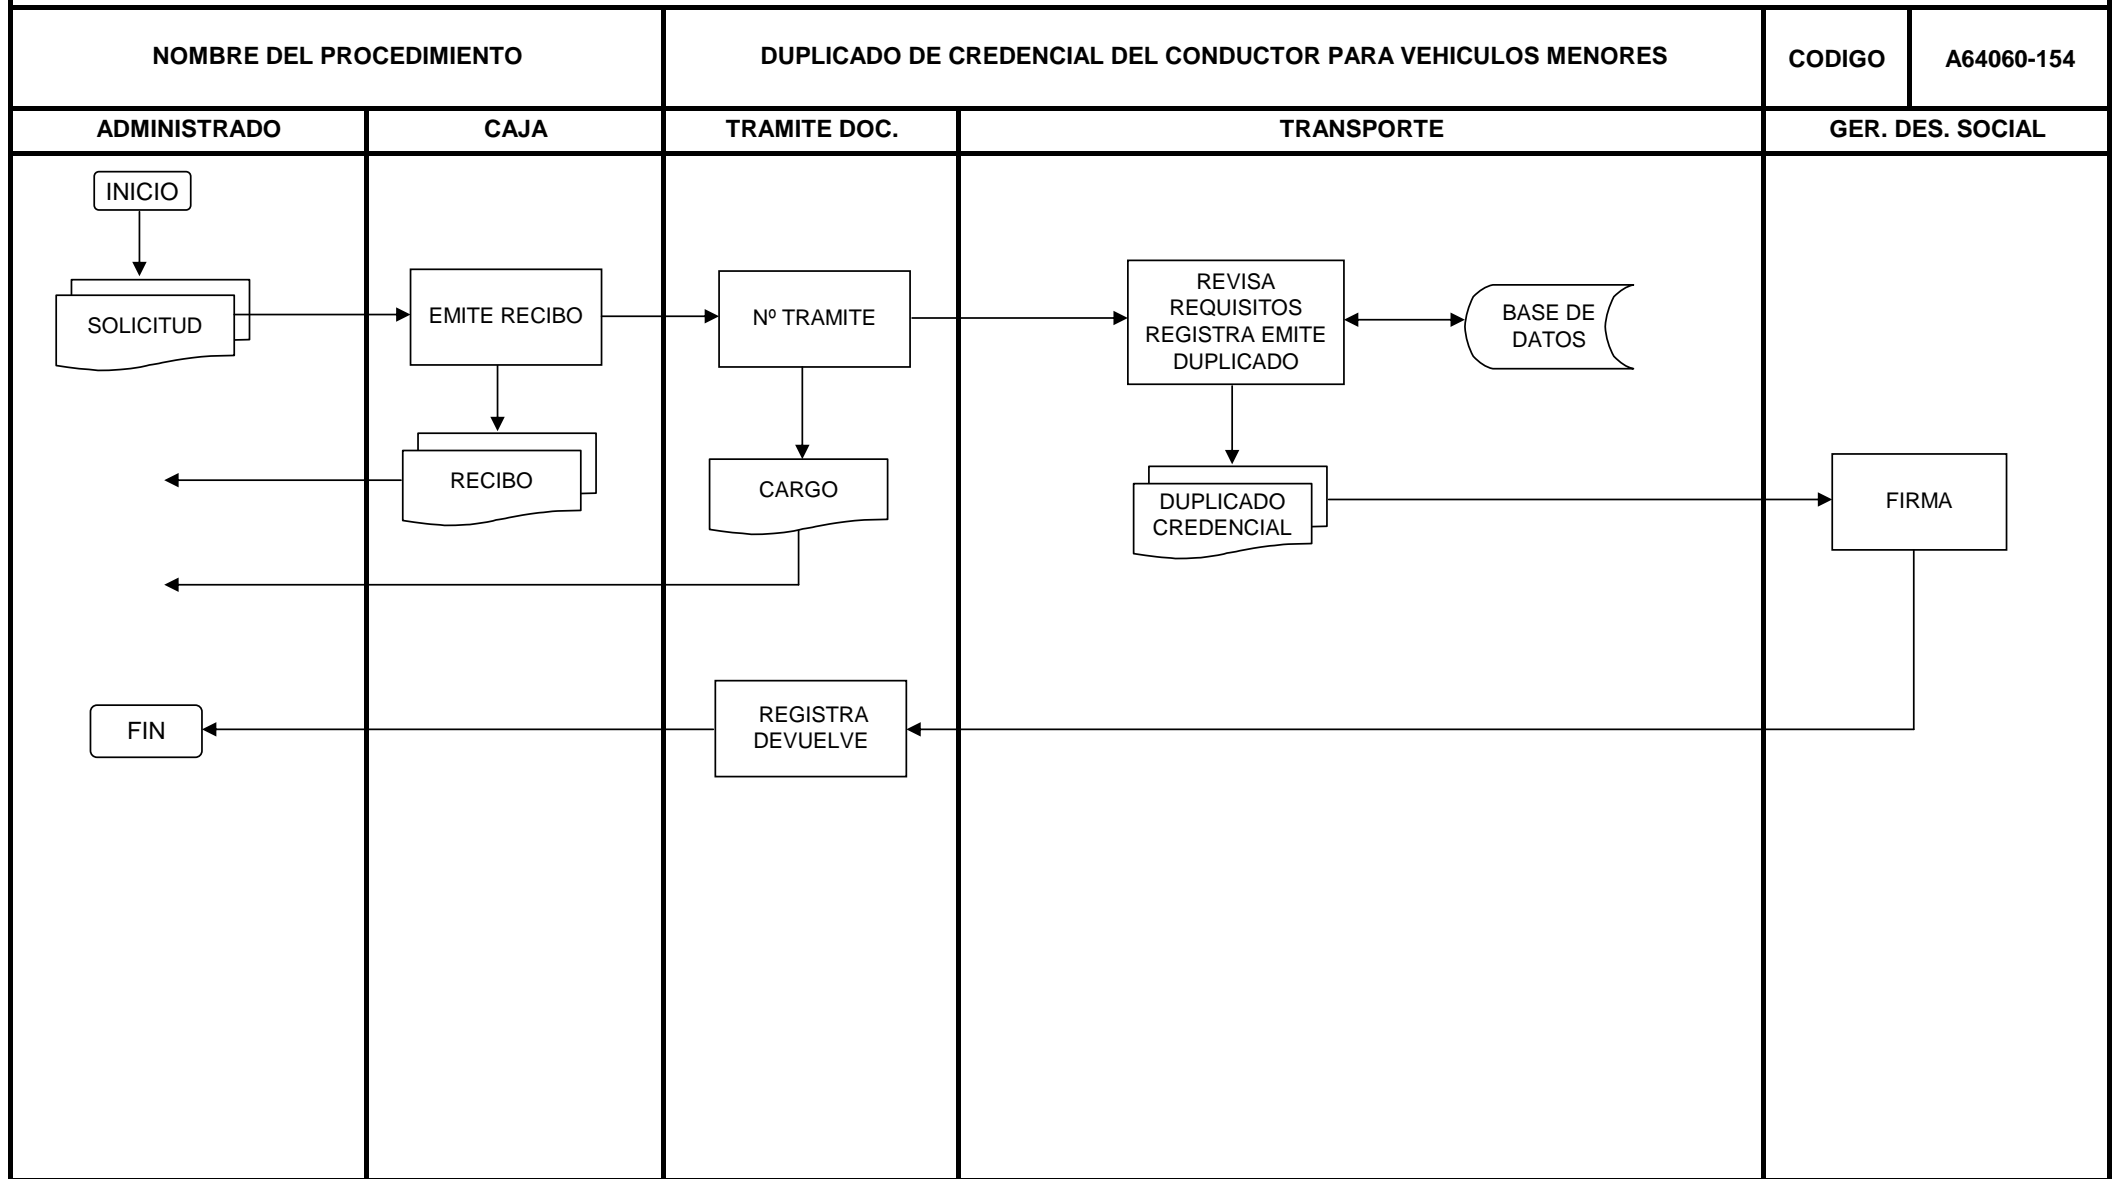 NOMBRE DEL PROCEDIMIENTO
DUPLICADO DE CREDENCIAL DEL CONDUCTOR PARA VEHICULOS MENORES
CODIGO
A64060-154
ADMINISTRADO
CAJA
TRAMITE DOC.
TRANSPORTE
GER. DES. SOCIAL
INICIO
SOLICITUD
EMITE RECIBO
Nº TRAMITE
REVISA
REQUISITOS
REGISTRA EMITE
DUPLICADO
BASE DE
DATOS
RECIBO
CARGO
DUPLICADO
CREDENCIAL
FIRMA
FIN
REGISTRA
DEVUELVE